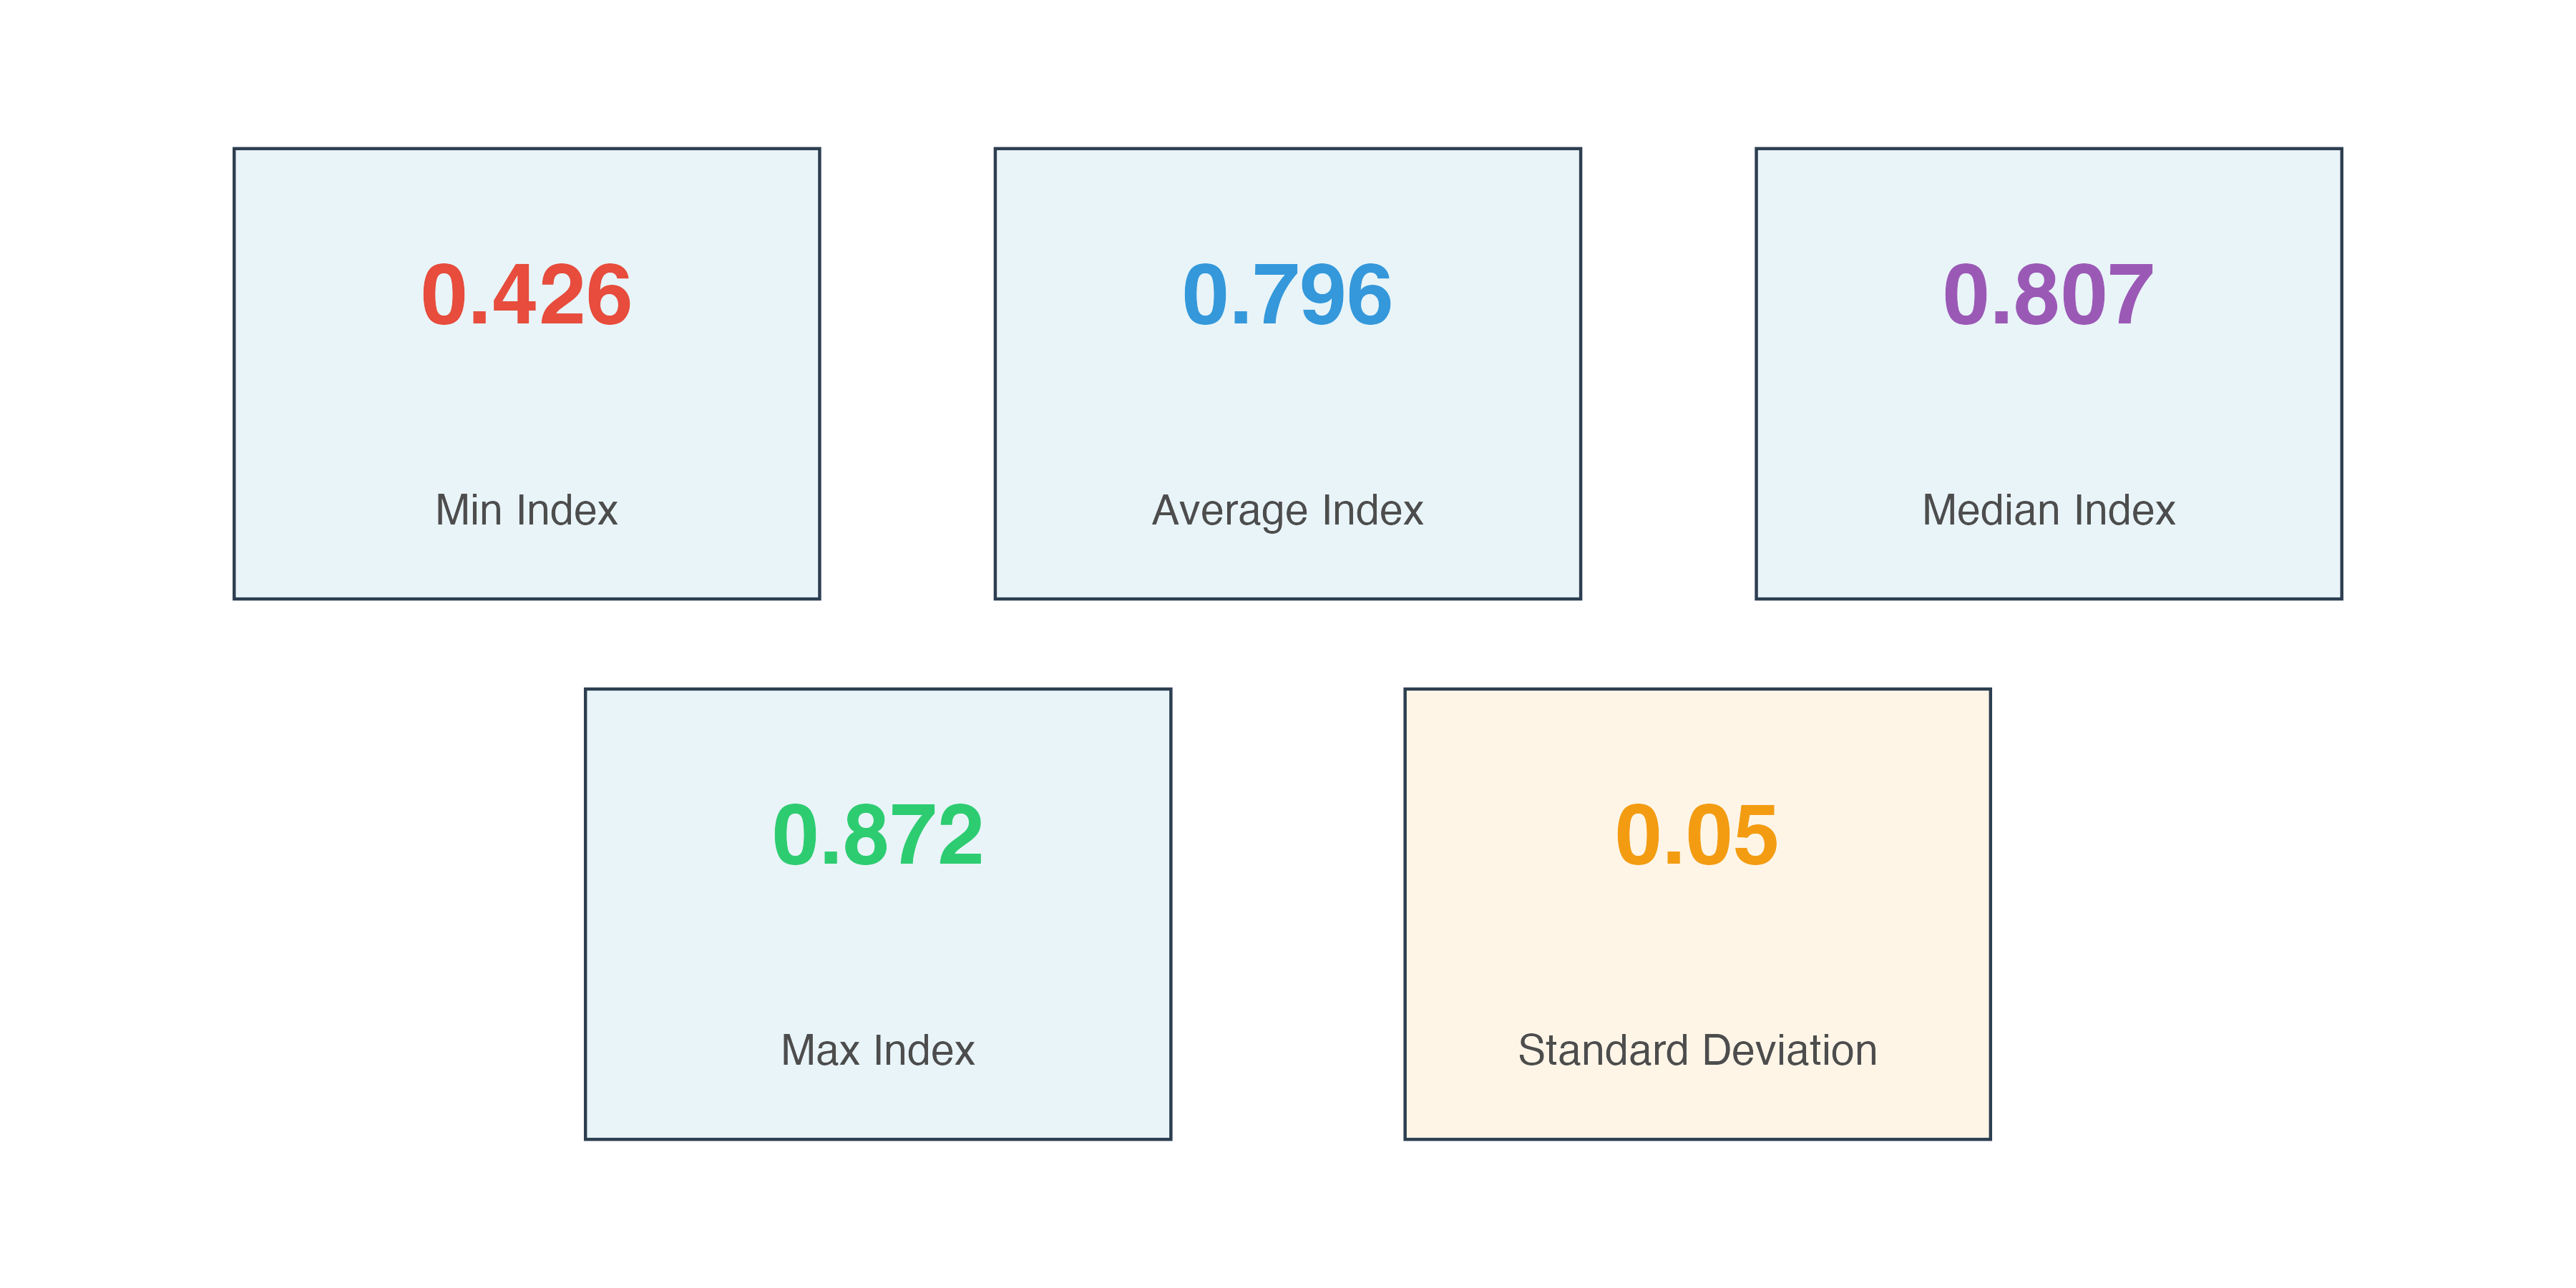 0.426
Min Index
0.796
Average Index
0.807
Median Index
0.872
Max Index
0.05
Standard Deviation